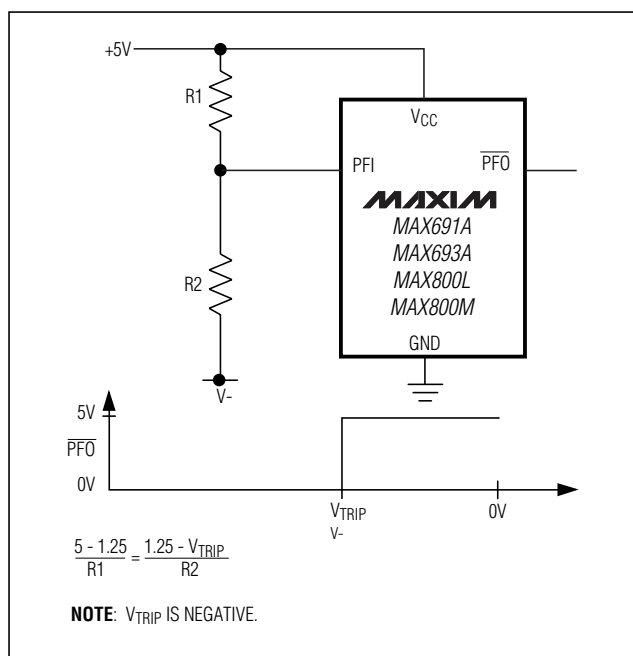 +5V
R1
VCC
PFI
PFO
MAXIM
MAX691A
MAX693A
MAX800L
MAX800M
R2
GND
V-
5V
PFO
0V
VTRIP
0V
V-
5 - 1.25
R1
=
1.25 - VTRIP
R2
NOTE: VTRIP IS NEGATIVE.